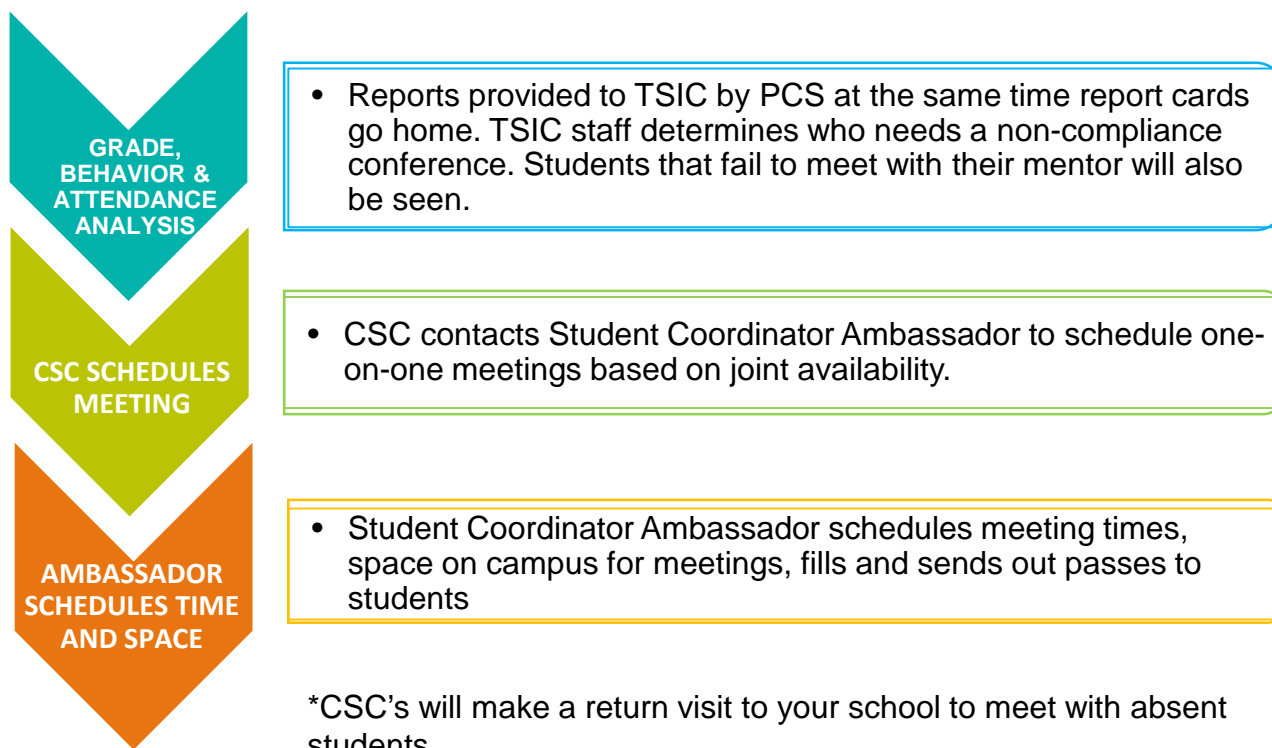 GRADE,
BEHAVIOR &
ATTENDANCE
ANALYSIS
• Reports provided to TSIC by PCS at the same time report cards
go home. TSIC staff determines who needs a non-compliance
conference. Students that fail to meet with their mentor will also
be seen.
CSC SCHEDULES
MEETING
• CSC contacts Student Coordinator Ambassador to schedule one-
on-one meetings based on joint availability.
AMBASSADOR
SCHEDULES TIME
AND SPACE
• Student Coordinator Ambassador schedules meeting times,
space on campus for meetings, fills and sends out passes to
students
*CSC's will make a return visit to your school to meet with absent
students